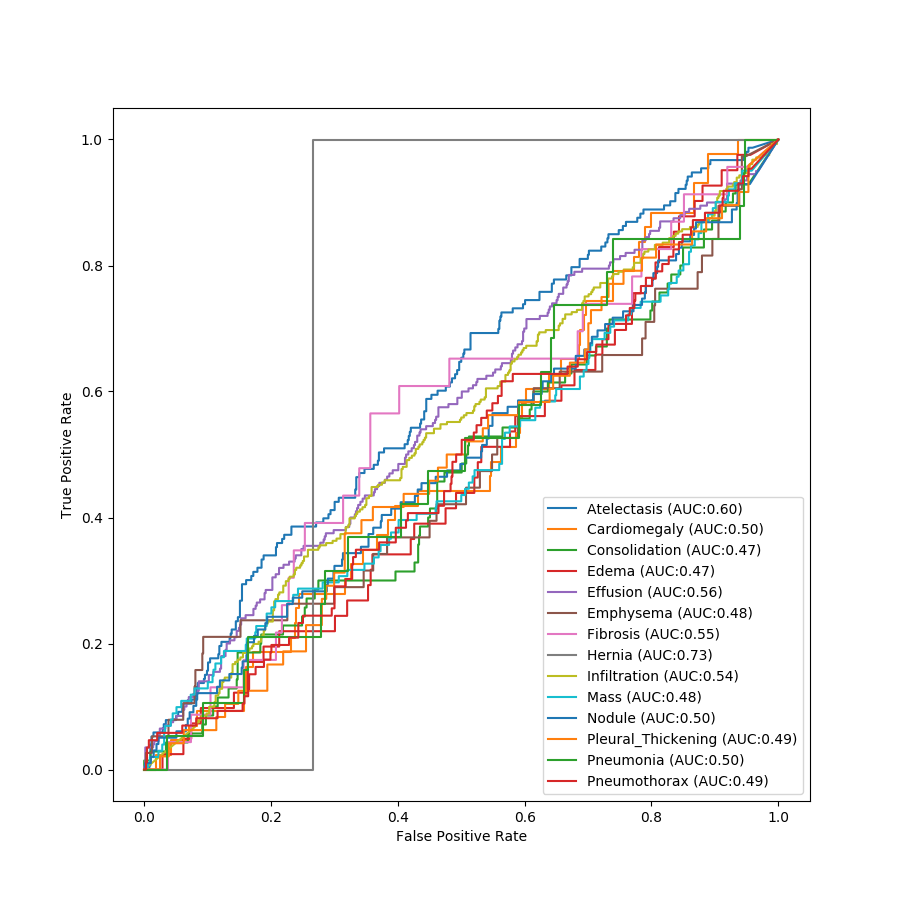 1.0
0.8
0.6
0.4
0.2
0.0
True Positive Rate
Atelectasis (AUC:0.60)
Cardiomegaly (AUC:0.50)
Consolidation (AUC:0.47)
Edema (AUC:0.47)
Effusion (AUC:0.56)
Emphysema (AUC:0.48)
Fibrosis (AUC:0.55)
Hernia (AUC:0.73)
Infiltration (AUC:0.54)
Mass (AUC:0.48)
Nodule (AUC:0.50)
Pleural_Thickening (AUC:0.49)
Pneumonia (AUC:0.50)
Pneumothorax (AUC:0.49)
0.0 0.2 0.4 0.6 0.8 1.0
False Positive Rate